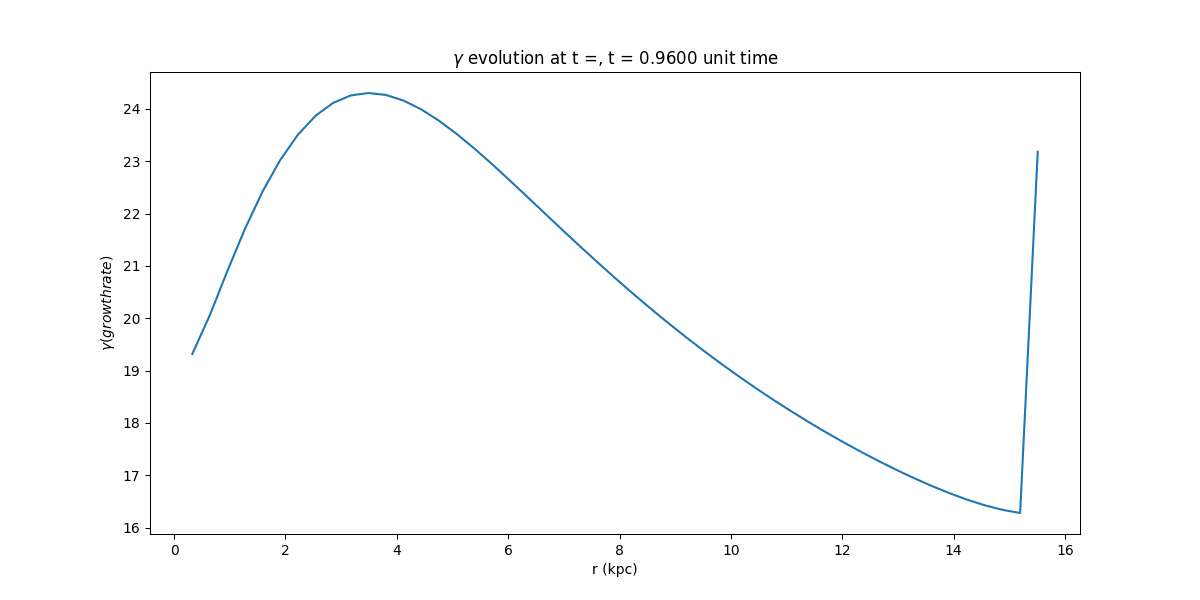 γ evolution at t =, t = 0.9600 unit time
24
23
22
21
20
19
18
17
16
γ(growthrate)
0 2 4 6 8 10 12 14 16
r (kpc)